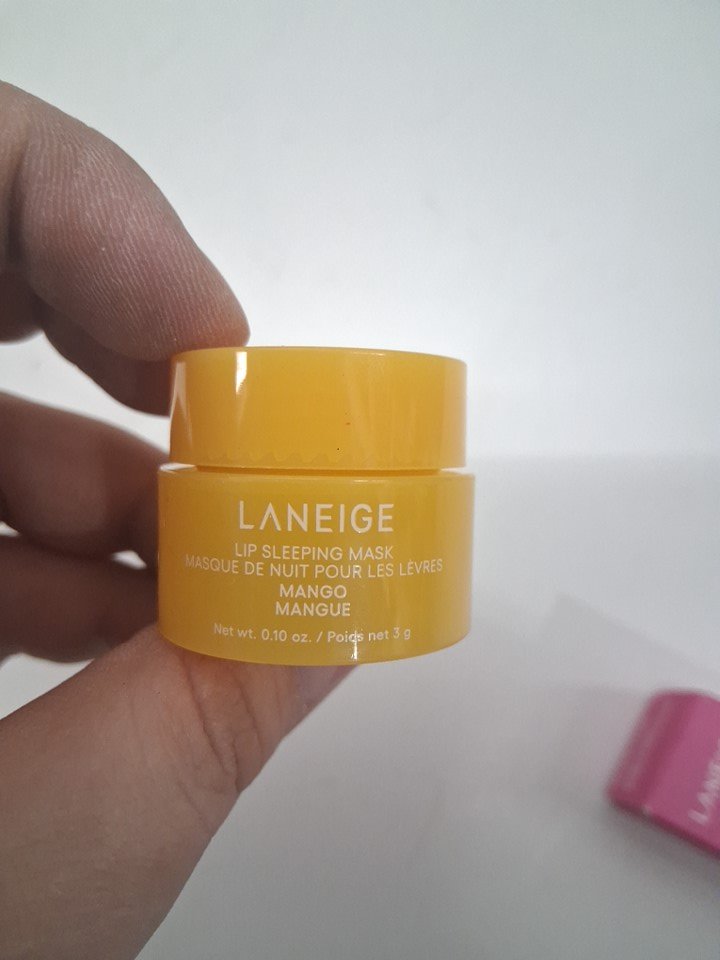 LANEIGE
LIP SLEEPING MASK
MASQUE DE NUIT POUR LES LÈVRES
MANGO
MANGUE
Net wt. 0.10 oz. / Poids net 3 g